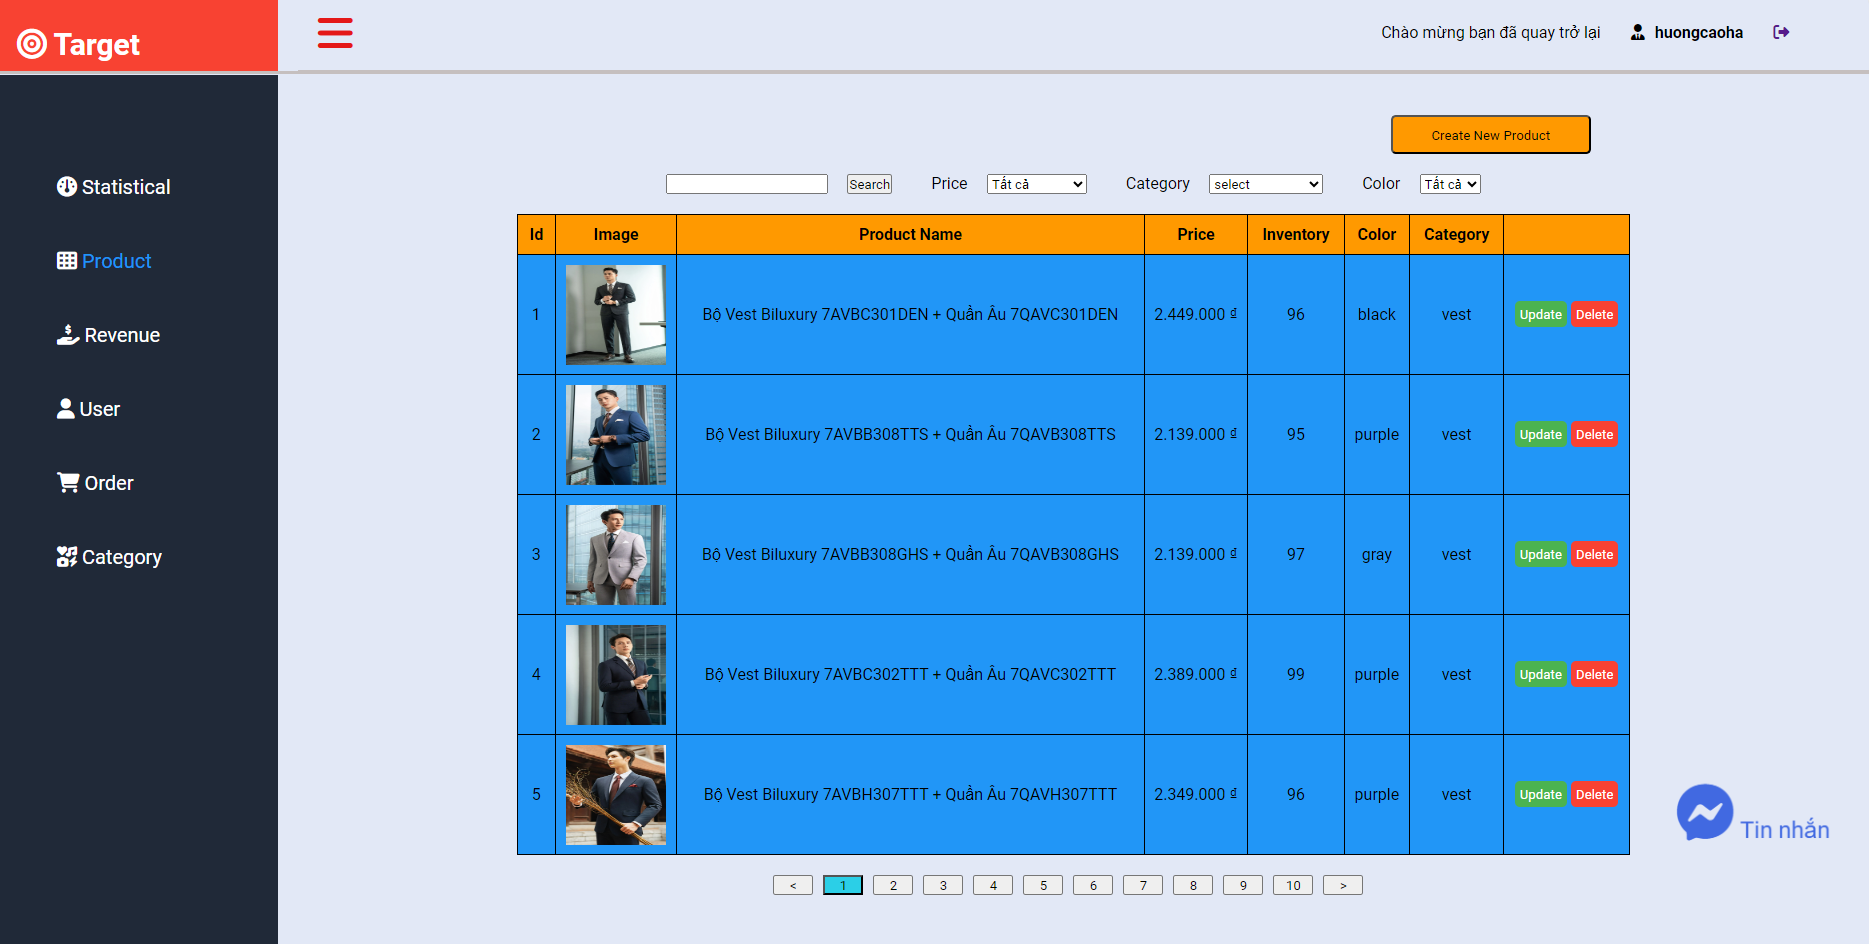 Target
Chào mừng bạn đã quay trở lại huongcaoha
Statistical
Product
Revenue
User
Order
Category
Create New Product
Search Price Tất cả Category select Color Tất cả
Id Image Product Name Price Inventory Color Category
1 Bộ Vest Biluxury 7AVBC301DEN + Quần Âu 7QAVC301DEN 2.449.000 ₫ 96 black vest Update Delete
2 Bộ Vest Biluxury 7AVBB308TTS + Quần Âu 7QAVB308TTS 2.139.000 ₫ 95 purple vest Update Delete
3 Bộ Vest Biluxury 7AVBB308GHS + Quần Âu 7QAVB308GHS 2.139.000 ₫ 97 gray vest Update Delete
4 Bộ Vest Biluxury 7AVBC302TTT + Quần Âu 7QAVC302TTT 2.389.000 ₫ 99 purple vest Update Delete
5 Bộ Vest Biluxury 7AVBH307TTT + Quần Âu 7QAVH307TTT 2.349.000 ₫ 96 purple vest Update Delete
Tin nhắn
< 1 2 3 4 5 6 7 8 9 10 >